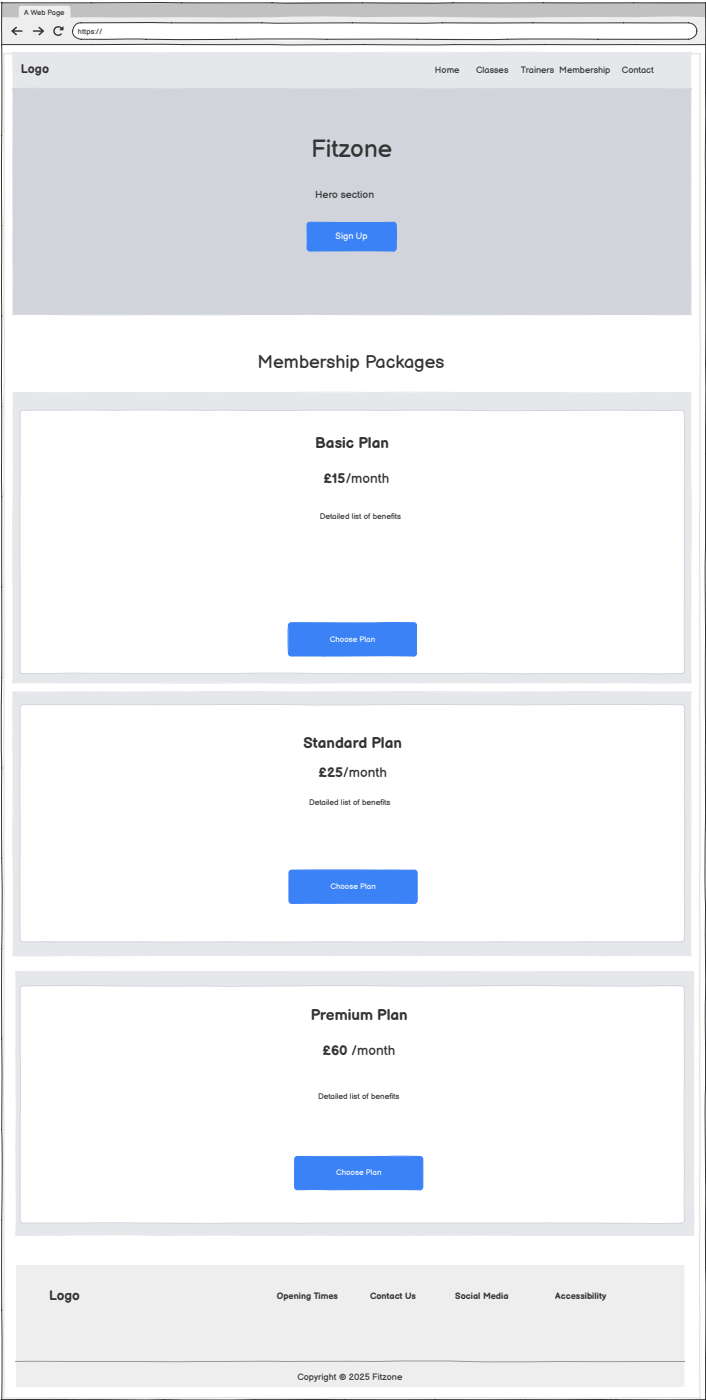 A Web Page
https://
Logo
Home Classes Trainers Membership Contact
Fitzone
Hero section
Sign Up
Membership Packages
Basic Plan
£15/month
Detailed list of benefits
Choose Plan
Standard Plan
£25/month
Detailed list of benefits
Choose Plan
Premium Plan
£60 /month
Detailed list of benefits
Choose Plan
Logo
Opening Times Contact Us Social Media Accessibility
Copyright © 2025 Fitzone